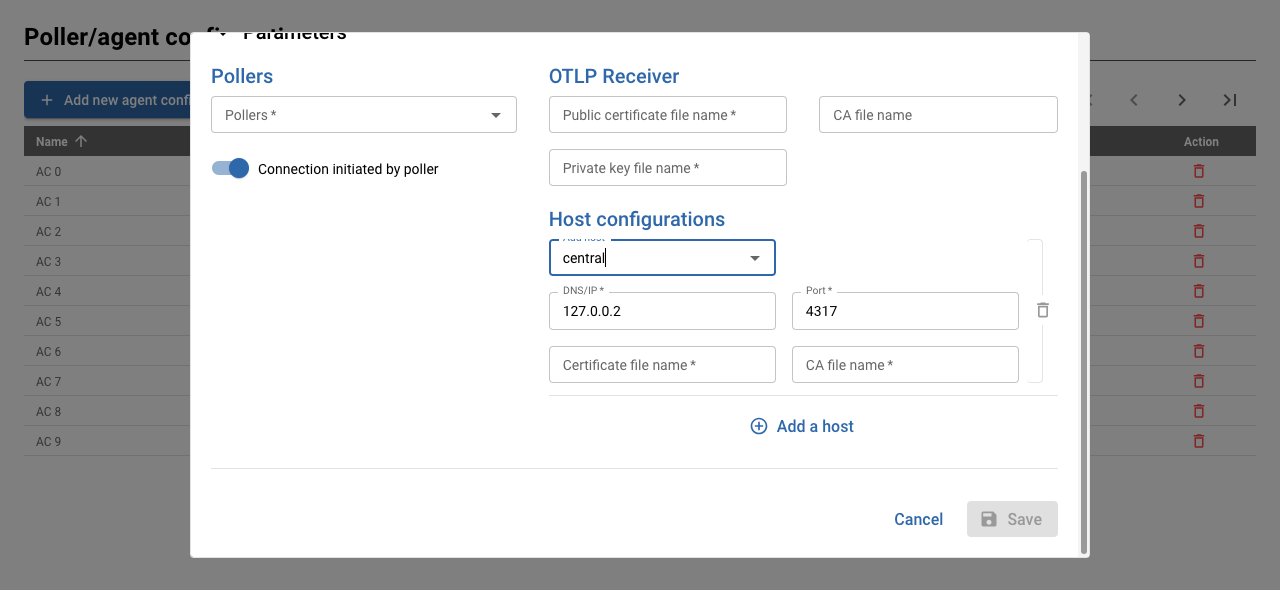 Poller/agent co
Parameters
Add new agent confi
Name
Action
AC 0
AC 1
AC 2
AC 3
AC 4
AC 5
AC 6
AC 7
AC 8
AC 9
Pollers
Pollers *
Connection initiated by poller
OTLP Receiver
Public certificate file name *
CA file name
Private key file name *
Host configurations
Add host
central
DNS/IP *
127.0.0.2
Port *
4317
Certificate file name *
CA file name *
Add a host
Cancel
Save